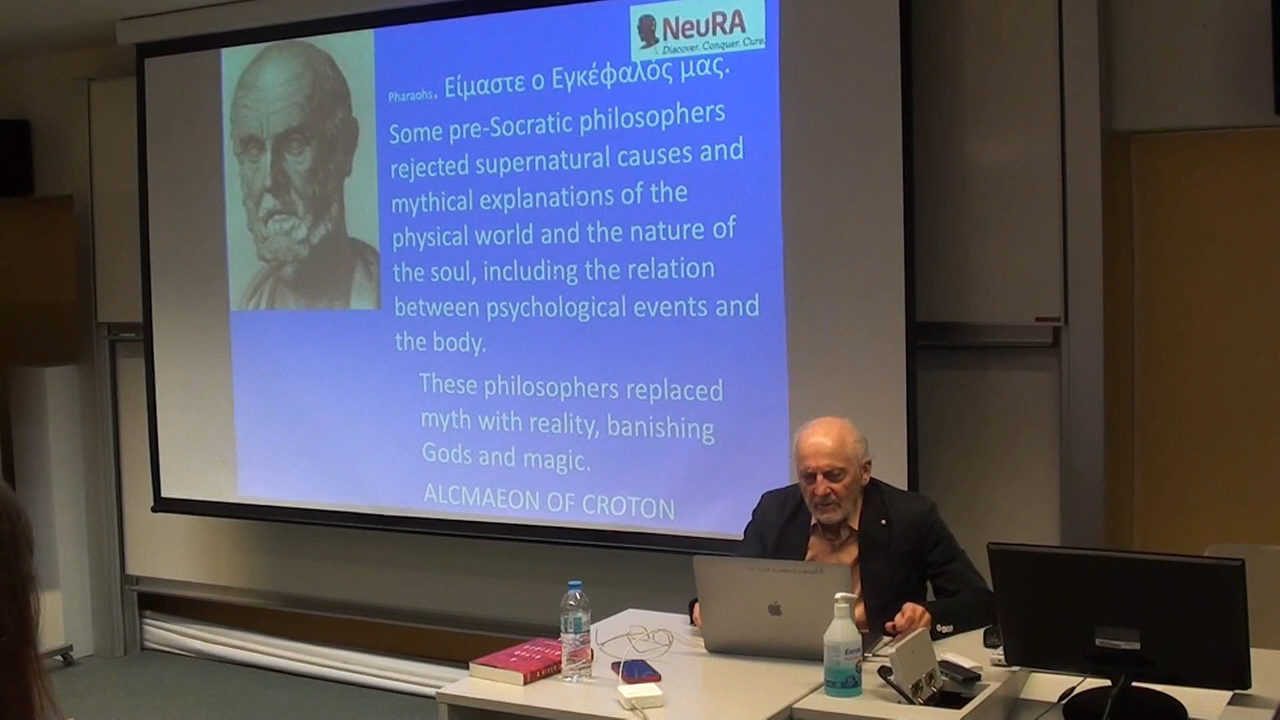 NeuRA
Discover. Conquer. Cure.
Pharaohs. Είμαστε ο Εγκέφαλός μας.
Some pre-Socratic philosophers
rejected supernatural causes and
mythical explanations of the
physical world and the nature of
the soul, including the relation
between psychological events and
the body.
These philosophers replaced
myth with reality, banishing
Gods and magic.
ALCMAEON OF CROTON